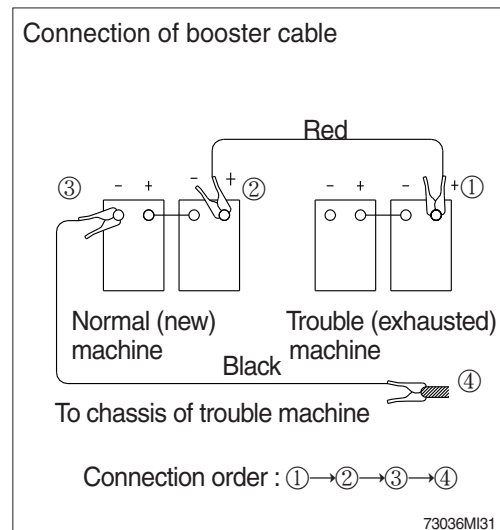 Connection of booster cable
Red
③ - + - + ② - + - + ①
Normal (new) machine
Trouble (exhausted) machine
Black
④
To chassis of trouble machine
Connection order : ①→②→③→④
73036MI31